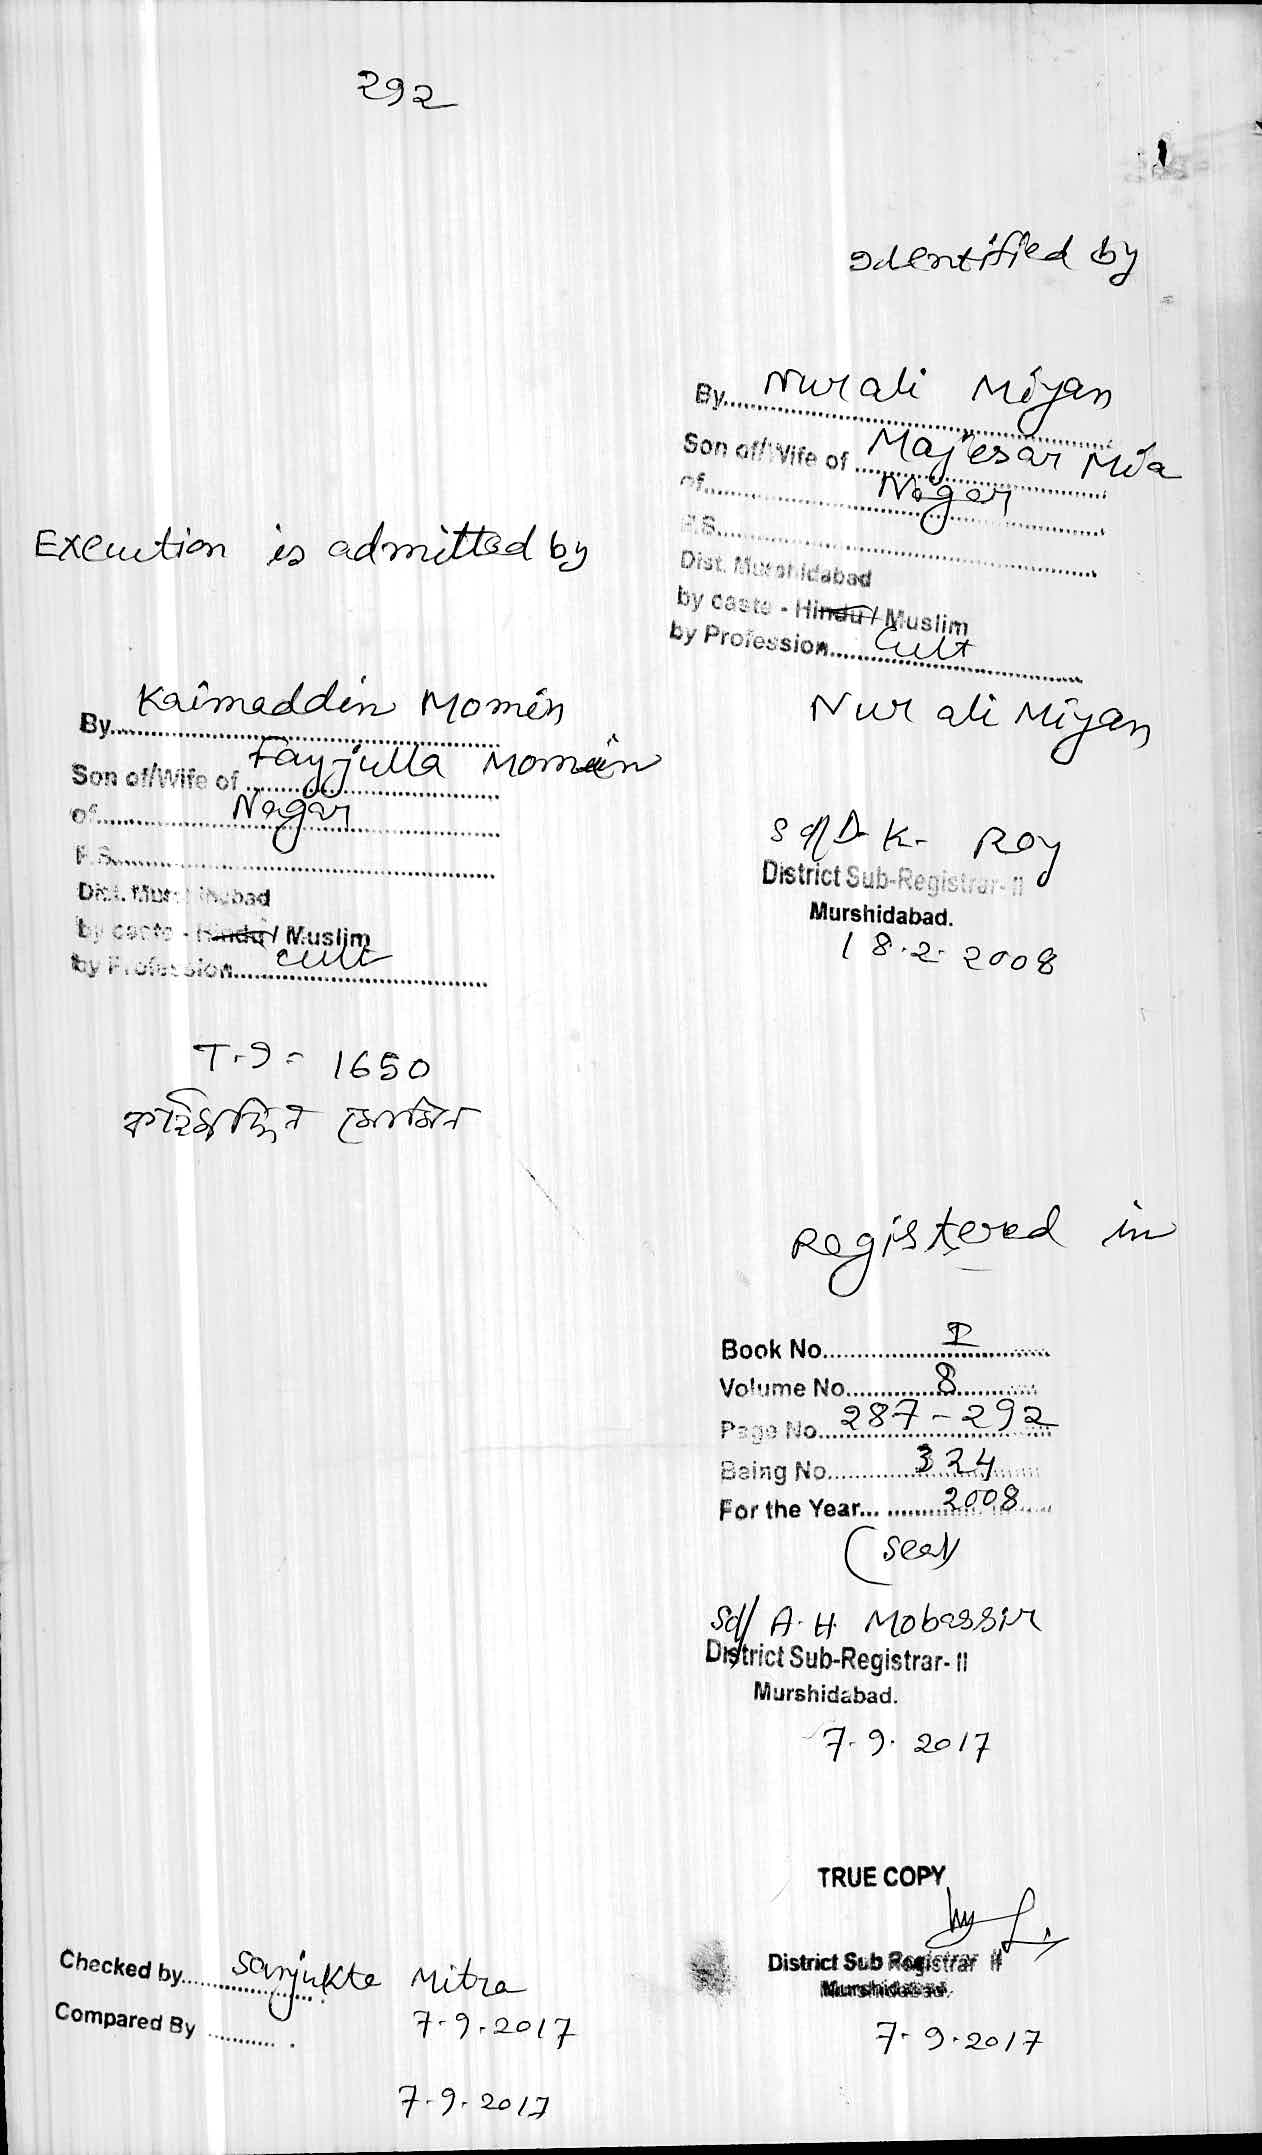 292
Identified by
By Nur ali Miyan
Son of/Wife of Majesar Mia
of Nagar
P.S.
Dist. Murshidabad
by caste - Hindu / Muslim
by Profession Cult
Nur ali Miyan
Sd/ D. K. Roy
District Sub-Registrar- II
Murshidabad.
18.2.2008
Execution is admitted by
By Kaimaddin Momin
Son of/Wife of Fayjulla Momin
of Nagar
P.S.
Dist. Murshidabad
by caste - Hindu / Muslim
by Profession cult
T.I = 1650
কাইমদ্দিন মোমিন
Registered in
Book No. I
Volume No. 8
Page No. 287-292
Being No. 324
For the Year... 2008
(Seal)
Sd/ A. H. Mobassir
District Sub-Registrar- II
Murshidabad.
7.9.2017
TRUE COPY
District Sub Registrar II
Murshidabad.
7.9.2017
Checked by Sanjukta Mitra
7.9.2017
Compared By
7.9.2017